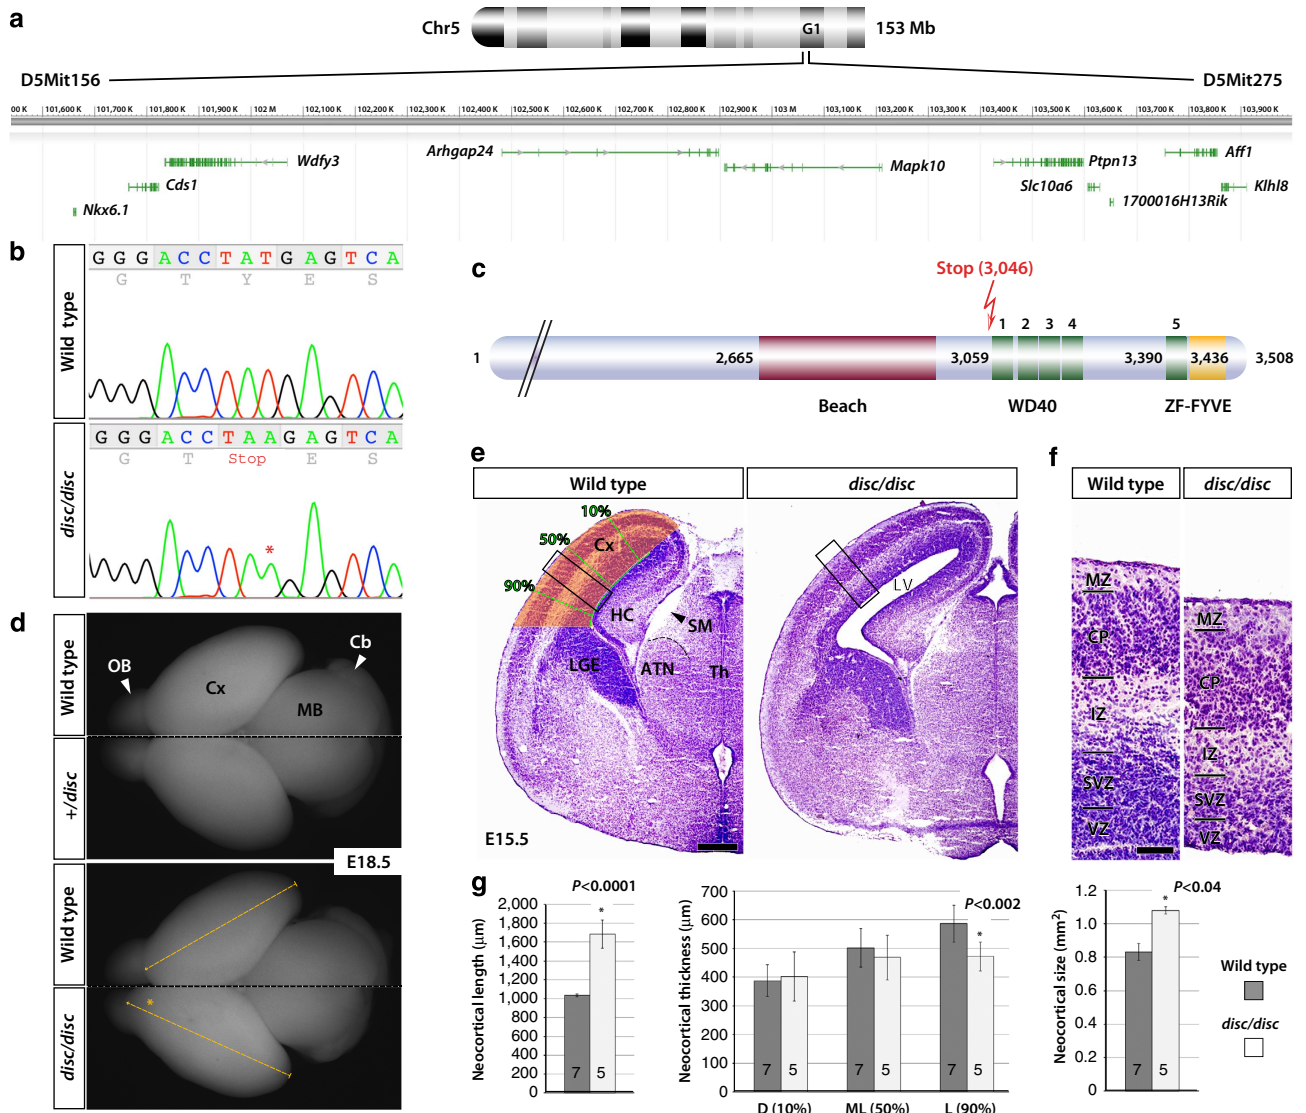 a
Chr5
G1
153 Mb
D5Mit156
D5Mit275
00 K 101,600 K 101,700 K 101,800 K 101,900 K 102 M 102,100 K 102,200 K 102,300 K 102,400 K 102,500 K 102,600 K 102,700 K 102,800 K 102,900 K 103 M 103,100 K 103,200 K 103,300 K 103,400 K 103,500 K 103,600 K 103,700 K 103,800 K 103,900 K
Wdfy3
Cds1
Nkx6.1
Arhgap24
Mapk10
Ptpn13
Slc10a6
1700016H13Rik
Aff1
Klhl8
b
Wild type
G G G A C C T A T G A G T C A
G T Y E S
disc/disc
G G G A C C T A A G A G T C A
G T Stop E S
*
c
Stop (3,046)
1 2 3 4 5
1 2,665 3,059 3,390 3,436 3,508
Beach WD40 ZF-FYVE
d
Wild type
OB
Cx
MB
Cb
+/disc
E18.5
Wild type
disc/disc
*
e
Wild type
disc/disc
10%
50%
90%
Cx
HC
SM
LGE
ATN
Th
LV
E15.5
f
Wild type
disc/disc
MZ
CP
IZ
SVZ
VZ
MZ
CP
IZ
SVZ
VZ
g
P<0.0001
*
Neocortical length (μm)
2,000
1,800
1,600
1,400
1,200
1,000
800
600
400
200
0
7 5
P<0.002
*
Neocortical thickness (μm)
700
600
500
400
300
200
100
0
7 5 7 5 7 5
D (10%) ML (50%) L (90%)
P<0.04
*
Neocortical size (mm²)
1.2
1
0.8
0.6
0.4
0.2
0
7 5
Wild type
disc/disc